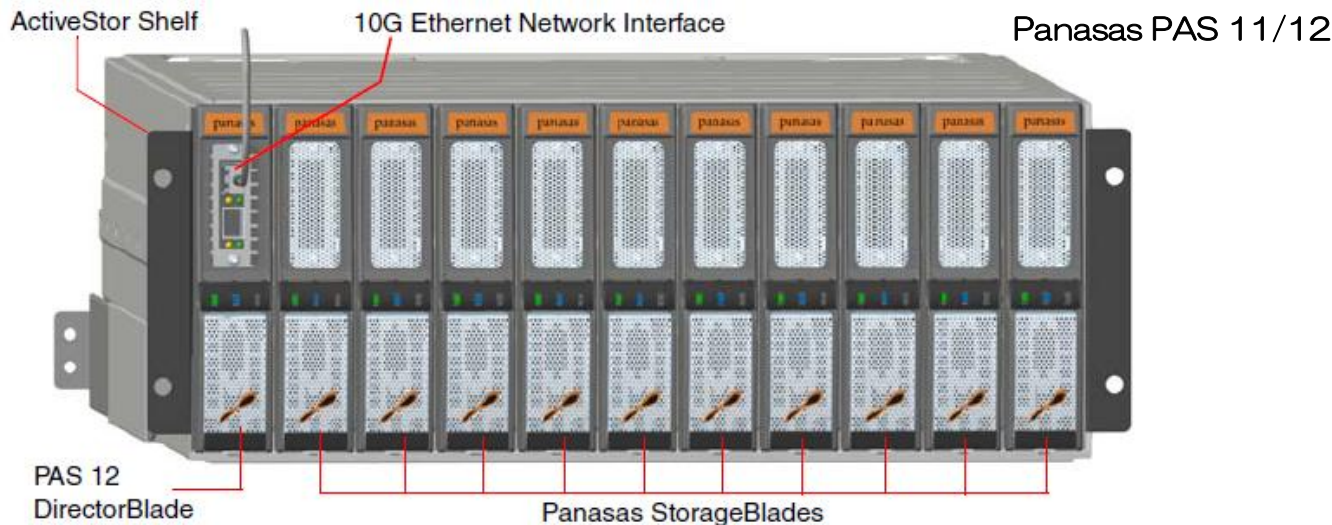 ActiveStor Shelf
10G Ethernet Network Interface
Panasas PAS 11/12
panasas panasas panasas panasas panasas panasas panasas panasas panasas panasas panasas
PAS 12
DirectorBlade
Panasas StorageBlades